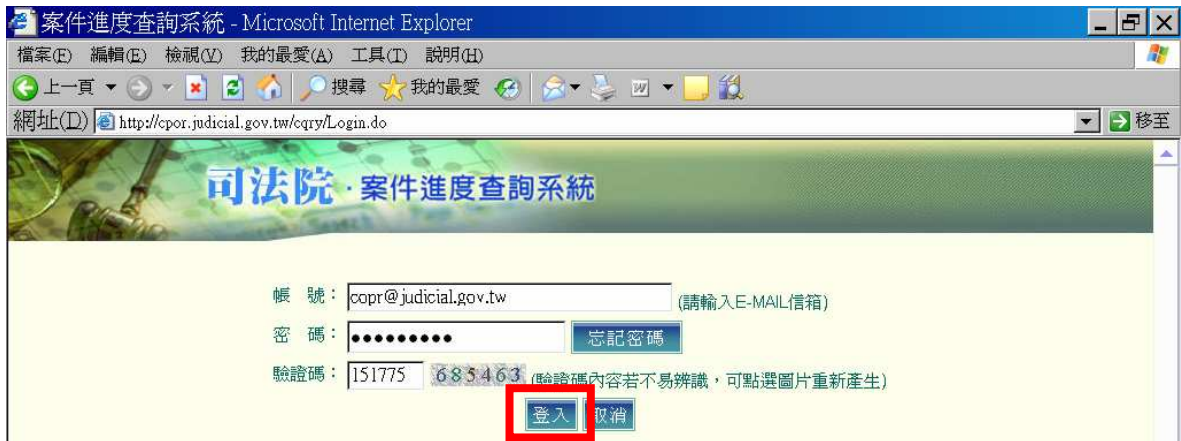 案件進度查詢系統 - Microsoft Internet Explorer
檔案(F) 編輯(E) 檢視(V) 我的最愛(A) 工具(T) 說明(H)
上一頁 搜尋 我的最愛
網址(D) http://cpor.judicial.gov.tw/cqry/Login.do 移至
司法院・案件進度查詢系統
帳 號： copr@judicial.gov.tw (請輸入E-MAIL信箱)
密 碼： ●●●●●●●●● 忘記密碼
驗證碼： 151775 685463 (驗證碼內容若不易辨識，可點選圖片重新產生)
登入 取消